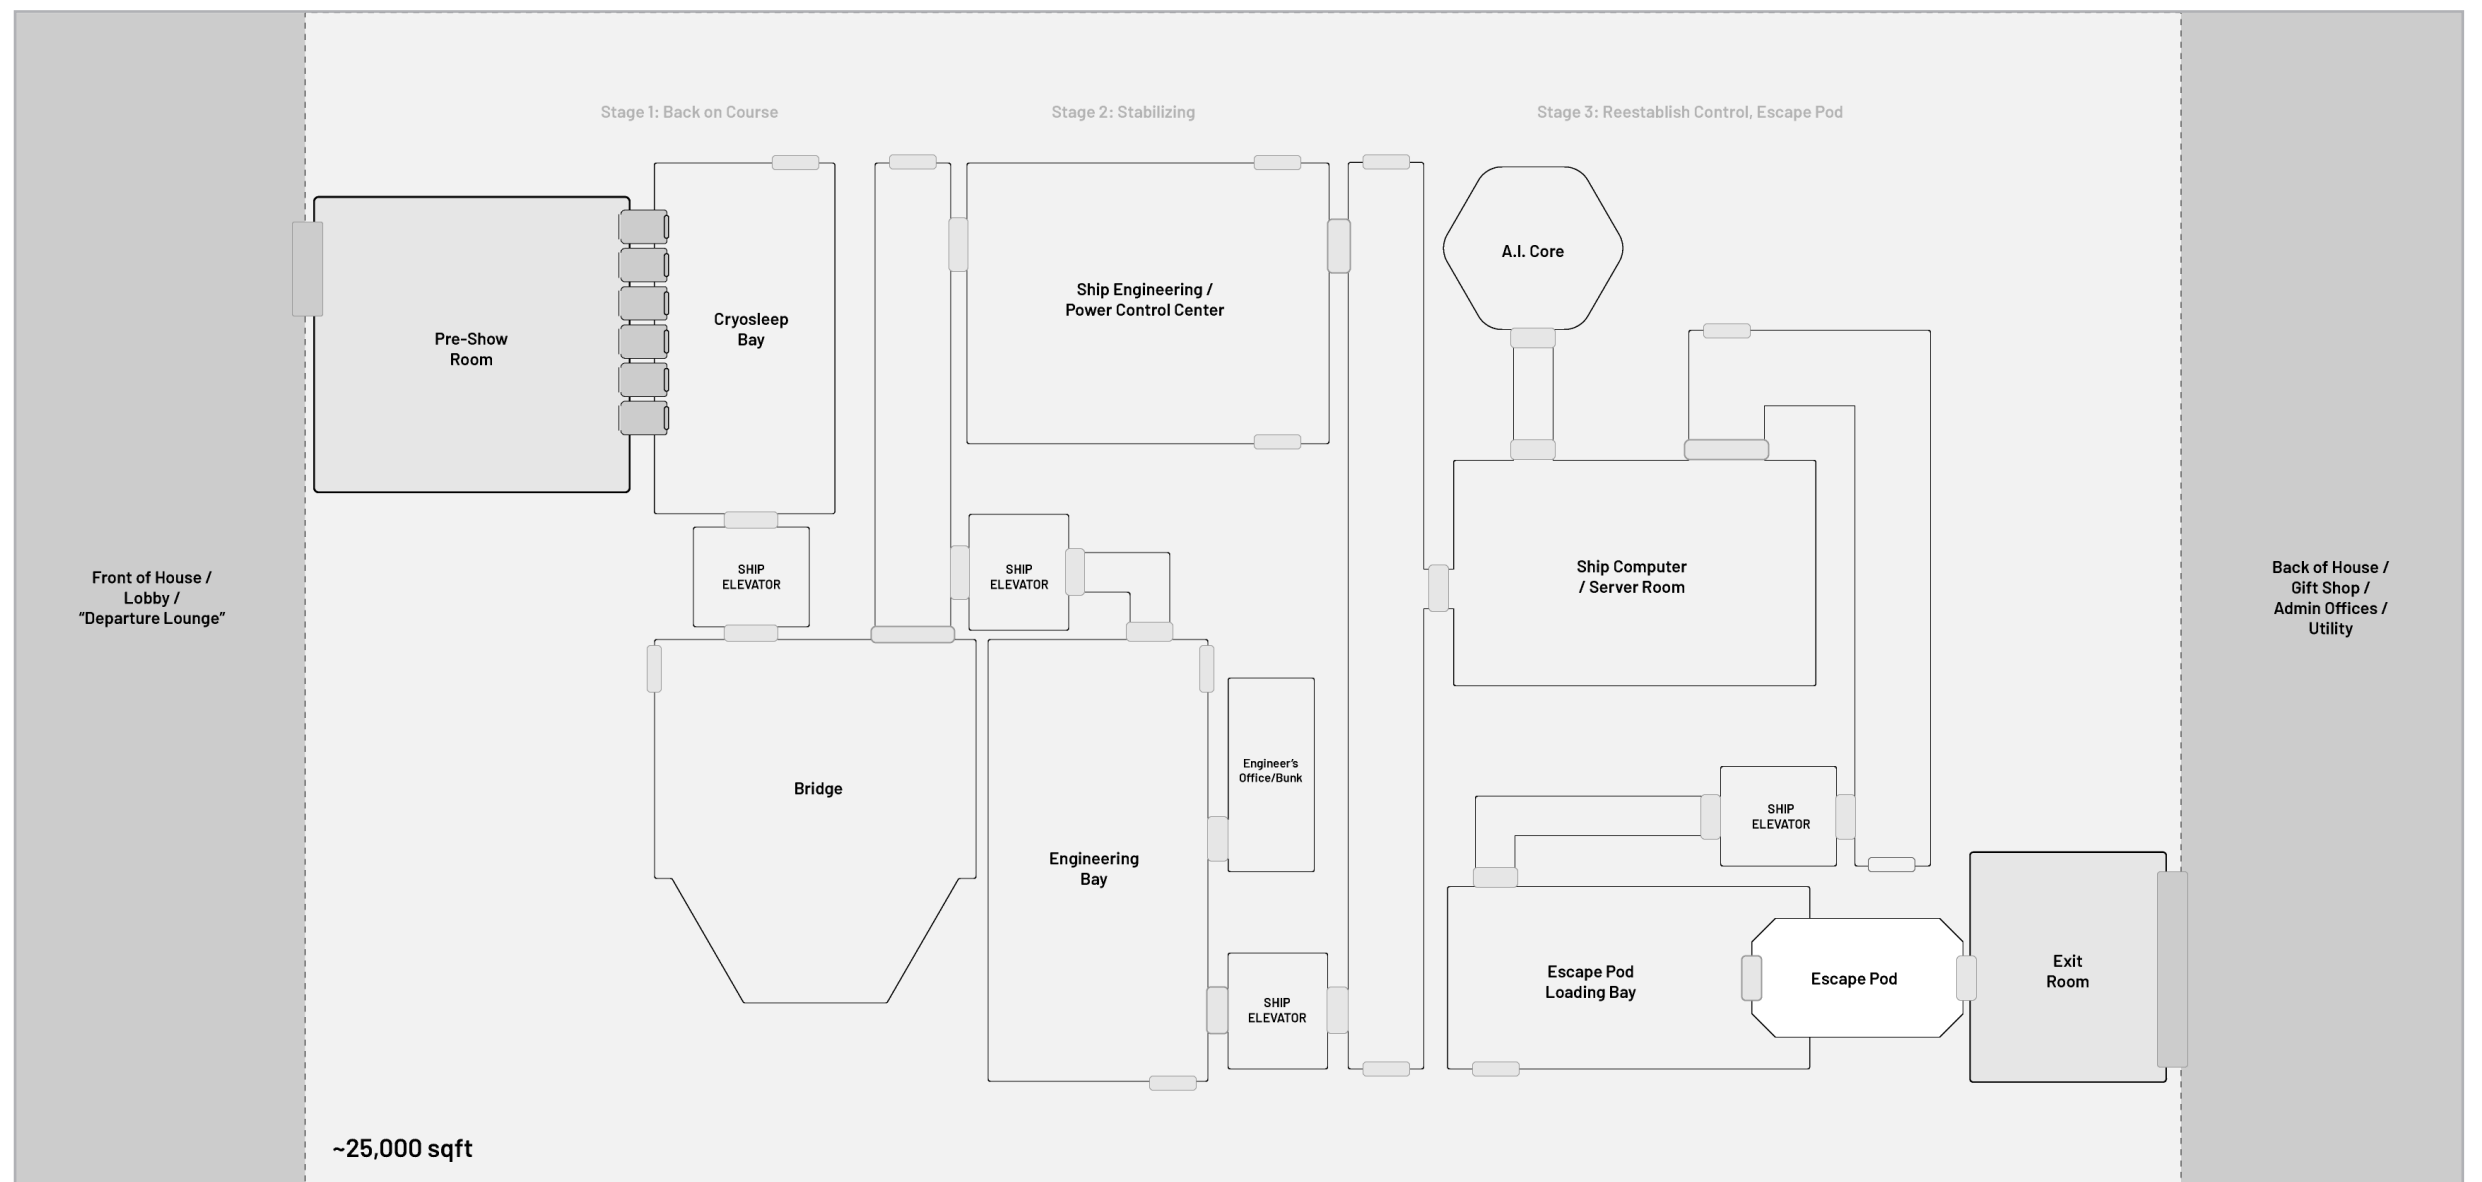 Stage 1: Back on Course
Stage 2: Stabilizing
Stage 3: Reestablish Control, Escape Pod
Front of House /
Lobby /
“Departure Lounge”
Pre-Show
Room
Cryosleep
Bay
SHIP
ELEVATOR
Bridge
Ship Engineering /
Power Control Center
SHIP
ELEVATOR
Engineering
Bay
Engineer’s
Office/Bunk
SHIP
ELEVATOR
A.I. Core
Ship Computer
/ Server Room
SHIP
ELEVATOR
Escape Pod
Loading Bay
Escape Pod
Exit
Room
Back of House /
Gift Shop /
Admin Offices /
Utility
~25,000 sqft